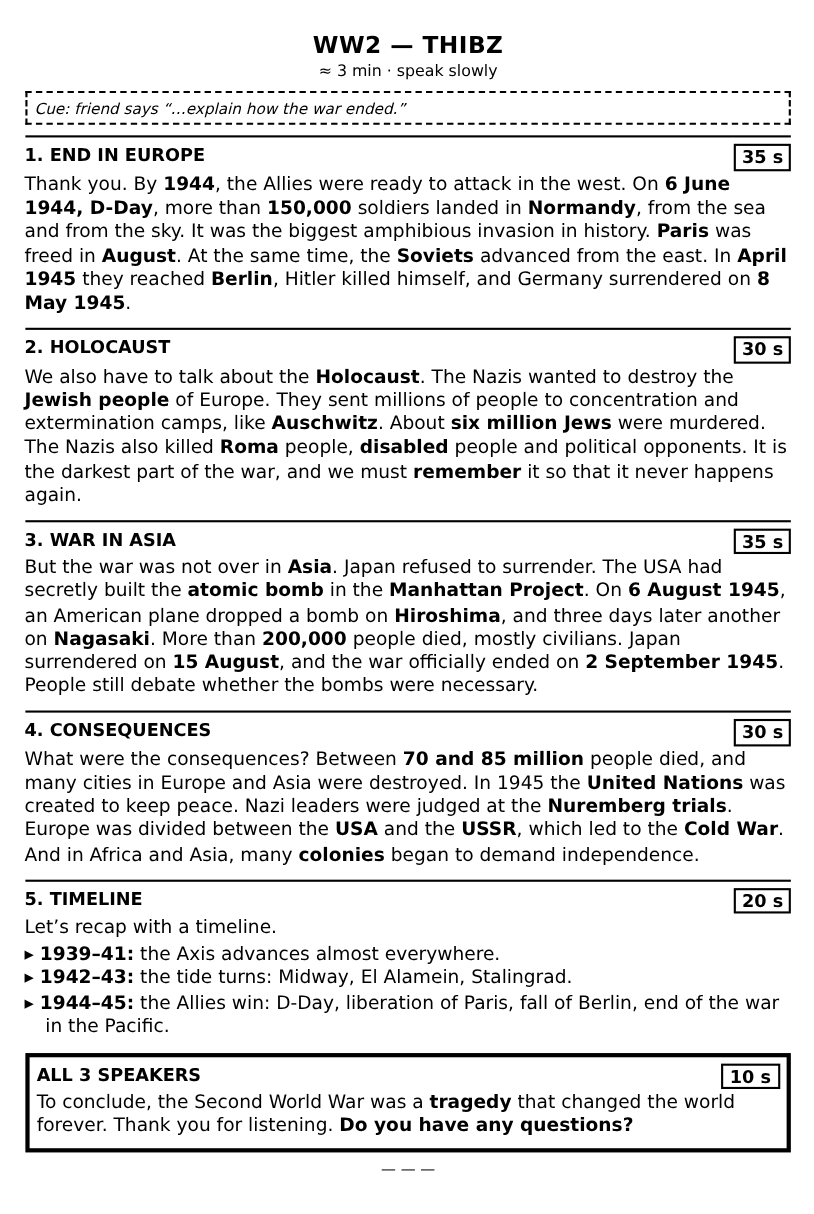 WW2 — THIBZ
≈ 3 min · speak slowly
Cue: friend says “…explain how the war ended.”
1. END IN EUROPE
35 s
Thank you. By 1944, the Allies were ready to attack in the west. On 6 June
1944, D-Day, more than 150,000 soldiers landed in Normandy, from the sea
and from the sky. It was the biggest amphibious invasion in history. Paris was
freed in August. At the same time, the Soviets advanced from the east. In April
1945 they reached Berlin, Hitler killed himself, and Germany surrendered on 8
May 1945.
2. HOLOCAUST
30 s
We also have to talk about the Holocaust. The Nazis wanted to destroy the
Jewish people of Europe. They sent millions of people to concentration and
extermination camps, like Auschwitz. About six million Jews were murdered.
The Nazis also killed Roma people, disabled people and political opponents. It is
the darkest part of the war, and we must remember it so that it never happens
again.
3. WAR IN ASIA
35 s
But the war was not over in Asia. Japan refused to surrender. The USA had
secretly built the atomic bomb in the Manhattan Project. On 6 August 1945,
an American plane dropped a bomb on Hiroshima, and three days later another
on Nagasaki. More than 200,000 people died, mostly civilians. Japan
surrendered on 15 August, and the war officially ended on 2 September 1945.
People still debate whether the bombs were necessary.
4. CONSEQUENCES
30 s
What were the consequences? Between 70 and 85 million people died, and
many cities in Europe and Asia were destroyed. In 1945 the United Nations was
created to keep peace. Nazi leaders were judged at the Nuremberg trials.
Europe was divided between the USA and the USSR, which led to the Cold War.
And in Africa and Asia, many colonies began to demand independence.
5. TIMELINE
20 s
Let’s recap with a timeline.
▸ 1939–41: the Axis advances almost everywhere.
▸ 1942–43: the tide turns: Midway, El Alamein, Stalingrad.
▸ 1944–45: the Allies win: D-Day, liberation of Paris, fall of Berlin, end of the war
in the Pacific.
ALL 3 SPEAKERS
10 s
To conclude, the Second World War was a tragedy that changed the world
forever. Thank you for listening. Do you have any questions?
— — —